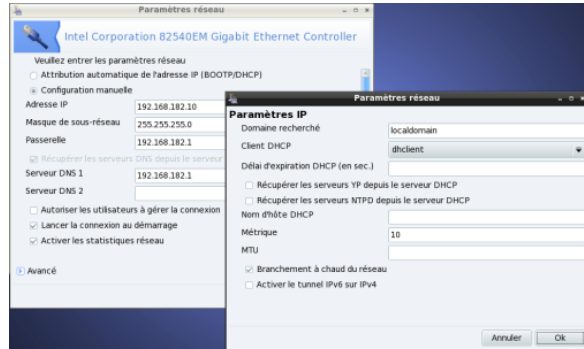 Paramètres réseau
Intel Corporation 82540EM Gigabit Ethernet Controller
Veuillez entrer les paramètres réseau
Attribution automatique de l'adresse IP (BOOTP/DHCP)
Configuration manuelle
Adresse IP 192.168.182.10
Masque de sous-réseau 255.255.255.0
Passerelle 192.168.182.1
Récupérer les serveurs DNS depuis le serveur
Serveur DNS 1 192.168.182.1
Serveur DNS 2
Autoriser les utilisateurs à gérer la connexion
Lancer la connexion au démarrage
Activer les statistiques réseau
Avancé
Paramètres réseau
Paramètres IP
Domaine recherché localdomain
Client DHCP dhclient
Délai d'expiration DHCP (en sec.)
Récupérer les serveurs YP depuis le serveur DHCP
Récupérer les serveurs NTPD depuis le serveur DHCP
Nom d'hôte DHCP
Métrique 10
MTU
Branchement à chaud du réseau
Activer le tunnel IPv6 sur IPv4
Annuler Ok